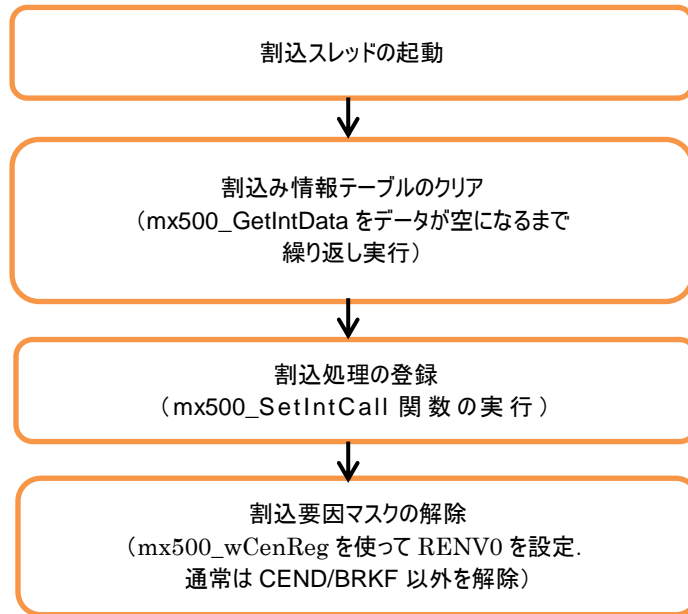 割込スレッドの起動
割込み情報テーブルのクリア
（mx500_GetIntData をデータが空になるまで
繰り返し実行）
割込処理の登録
（mx500_SetIntCall 関数の実行）
割込要因マスクの解除
（mx500_wCenReg を使って RENV0 を設定.
通常は CEND/BRKF 以外を解除）